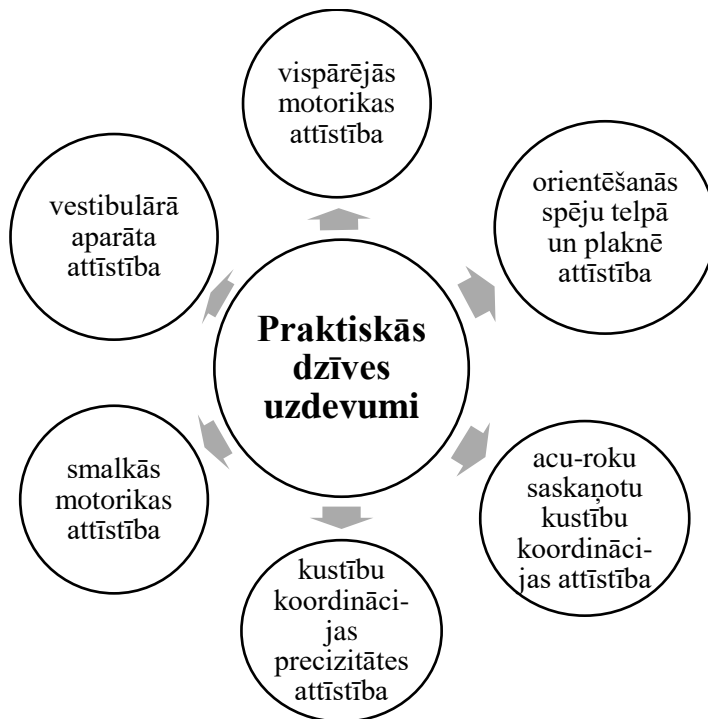 vispārējās
motorikas
attīstība
orientēšanās
spēju telpā
un plaknē
attīstība
acu-roku
saskaņotu
kustību
koordināci-
jas attīstība
kustību
koordināci-
jas
precizitātes
attīstība
smalkās
motorikas
attīstība
vestibulārā
aparāta
attīstība
Praktiskās
dzīves
uzdevumi